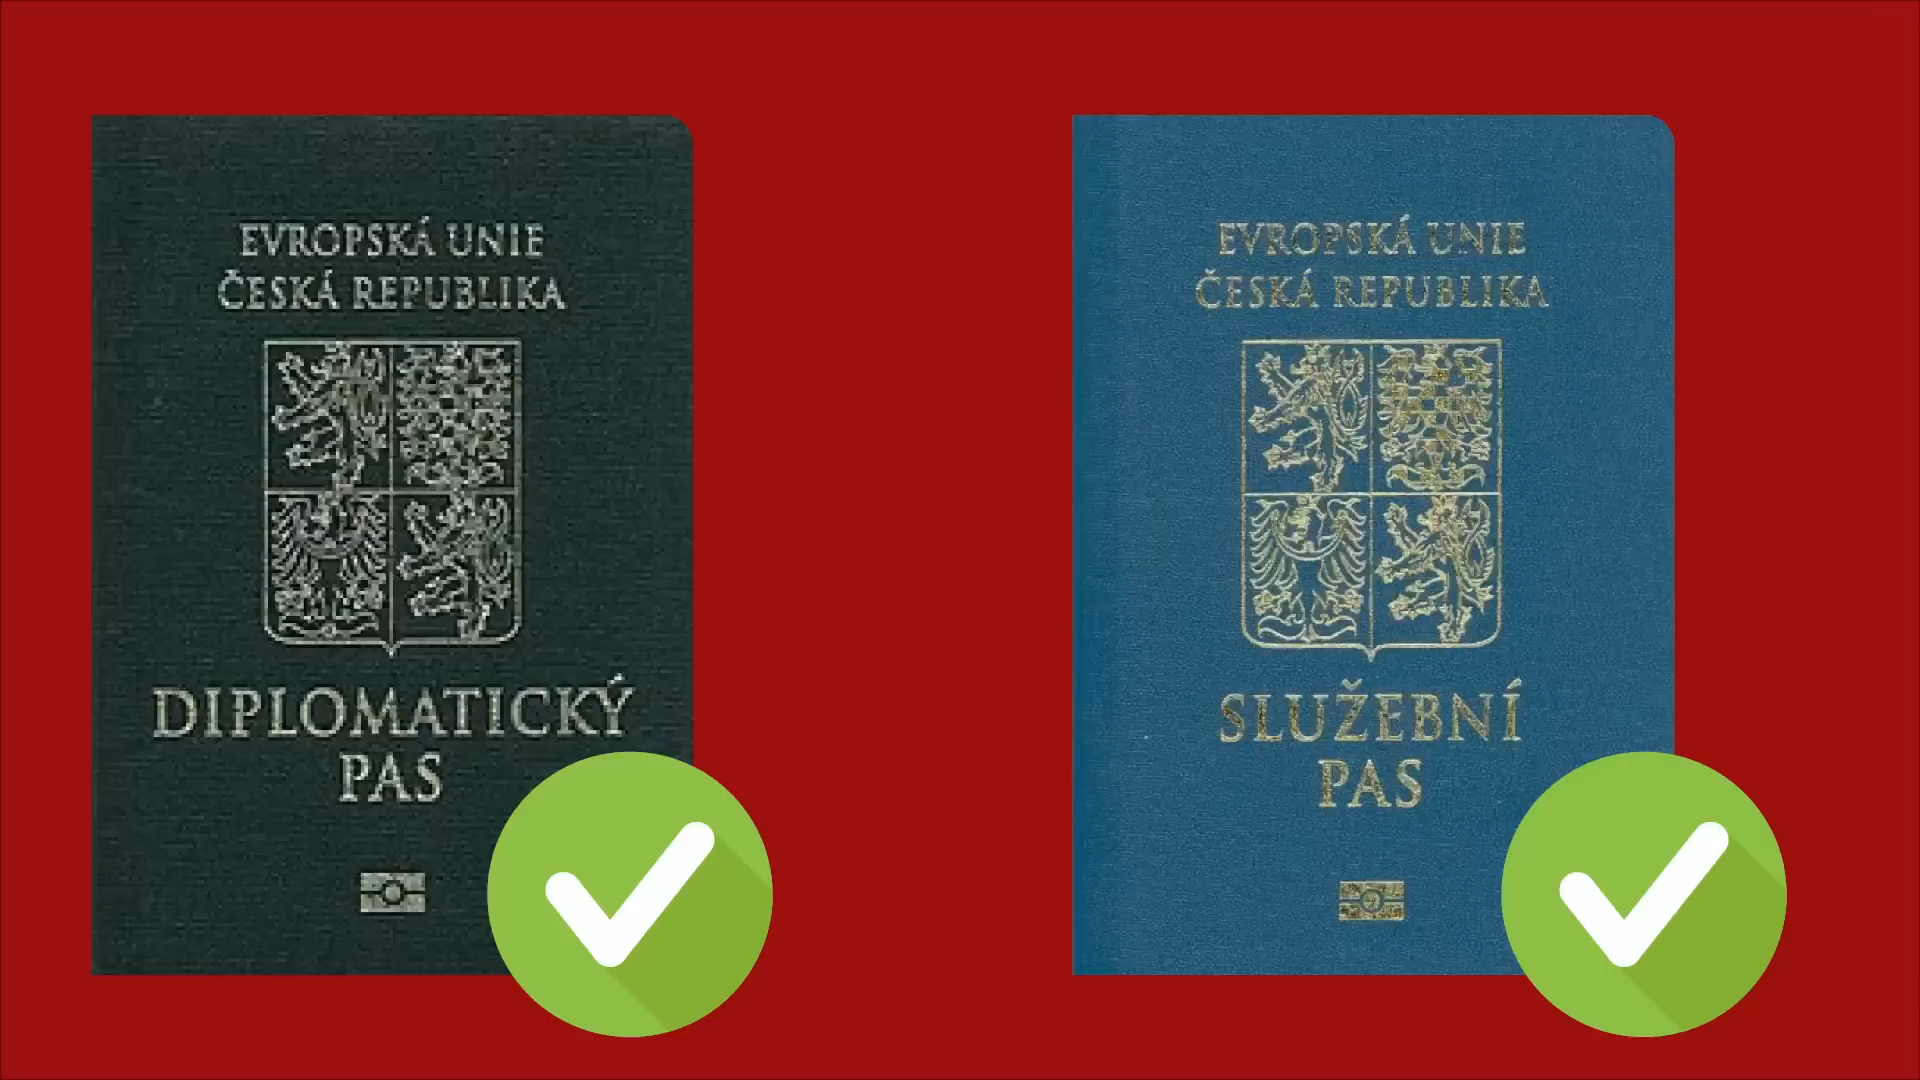 EVROPSKÁ UNIE
ČESKÁ REPUBLIKA
DIPLOMATICKÝ
PAS
EVROPSKÁ UNIE
ČESKÁ REPUBLIKA
SLUŽEBNÍ
PAS